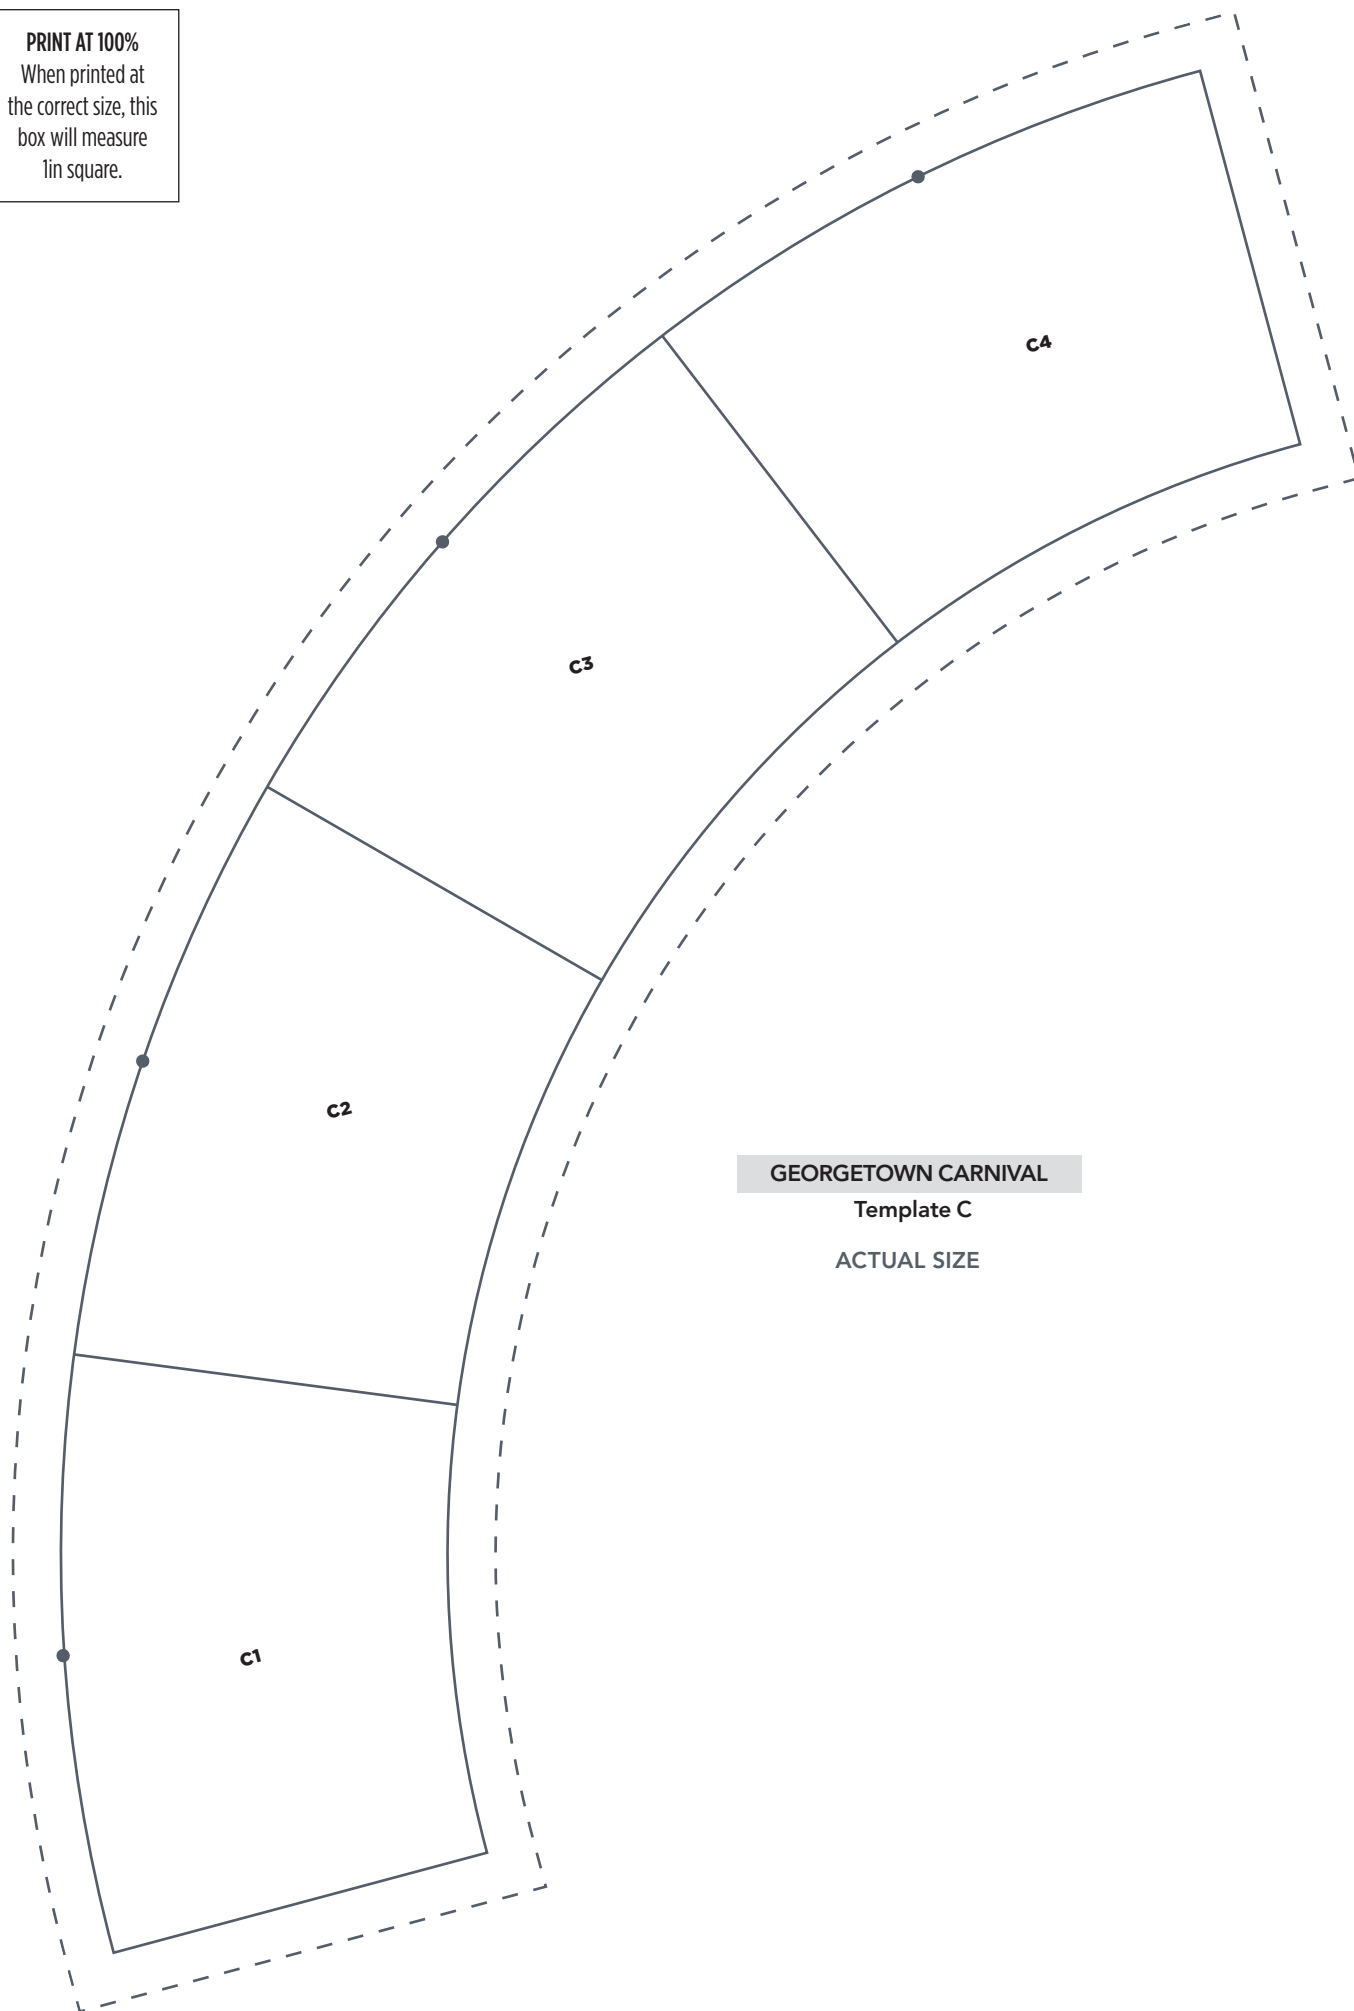 PRINT AT 100%
When printed at
the correct size, this
box will measure
1in square.
C4
C3
C2
GEORGETOWN CARNIVAL
Template C
ACTUAL SIZE
C1